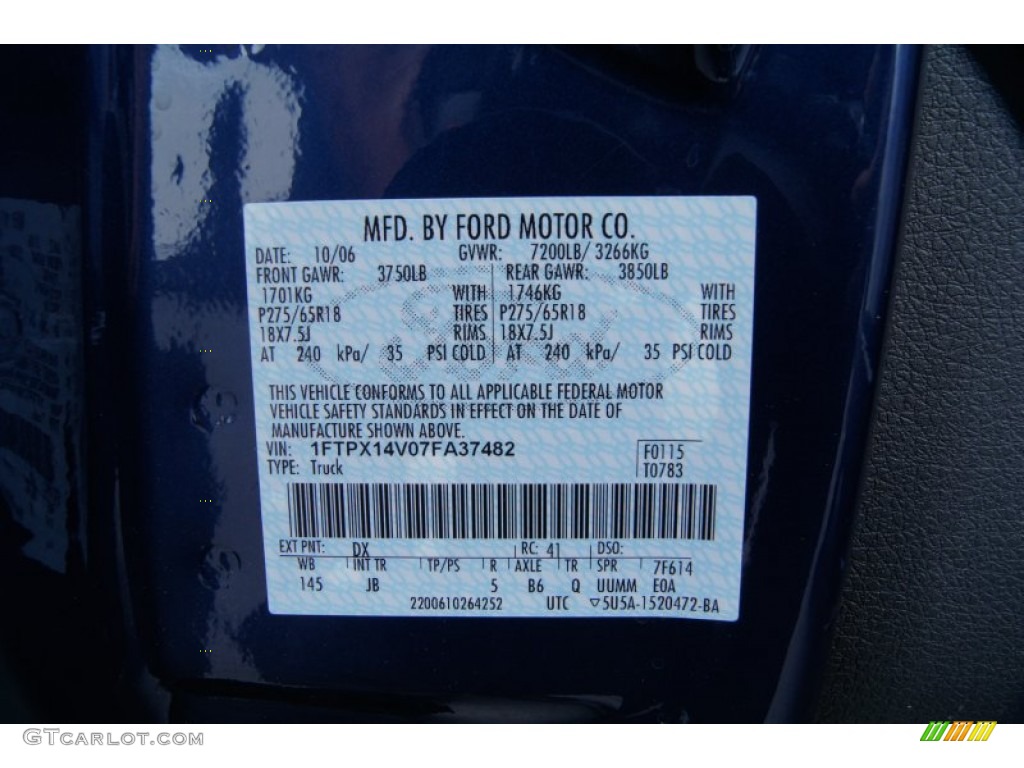 MFD. BY FORD MOTOR CO.
DATE: 10/06 GVWR: 7200LB/ 3266KG
FRONT GAWR: 3750LB REAR GAWR: 3850LB
1701KG WITH 1746KG WITH
P275/65R18 TIRES P275/65R18 TIRES
18X7.5J RIMS 18X7.5J RIMS
AT 240 kPa/ 35 PSI COLD AT 240 kPa/ 35 PSI COLD
THIS VEHICLE CONFORMS TO ALL APPLICABLE FEDERAL MOTOR
VEHICLE SAFETY STANDARDS IN EFFECT ON THE DATE OF
MANUFACTURE SHOWN ABOVE.
VIN: 1FTPX14V07FA37482 F0115
TYPE: Truck T0783
EXT PNT: DX RC: 41 DSO:
WB INT TR TP/PS R AXLE TR SPR 7F614
145 JB 5 B6 Q UUMM E0A
2200610264252 UTC ▽5U5A-1520472-BA
GTCARCOT.COM